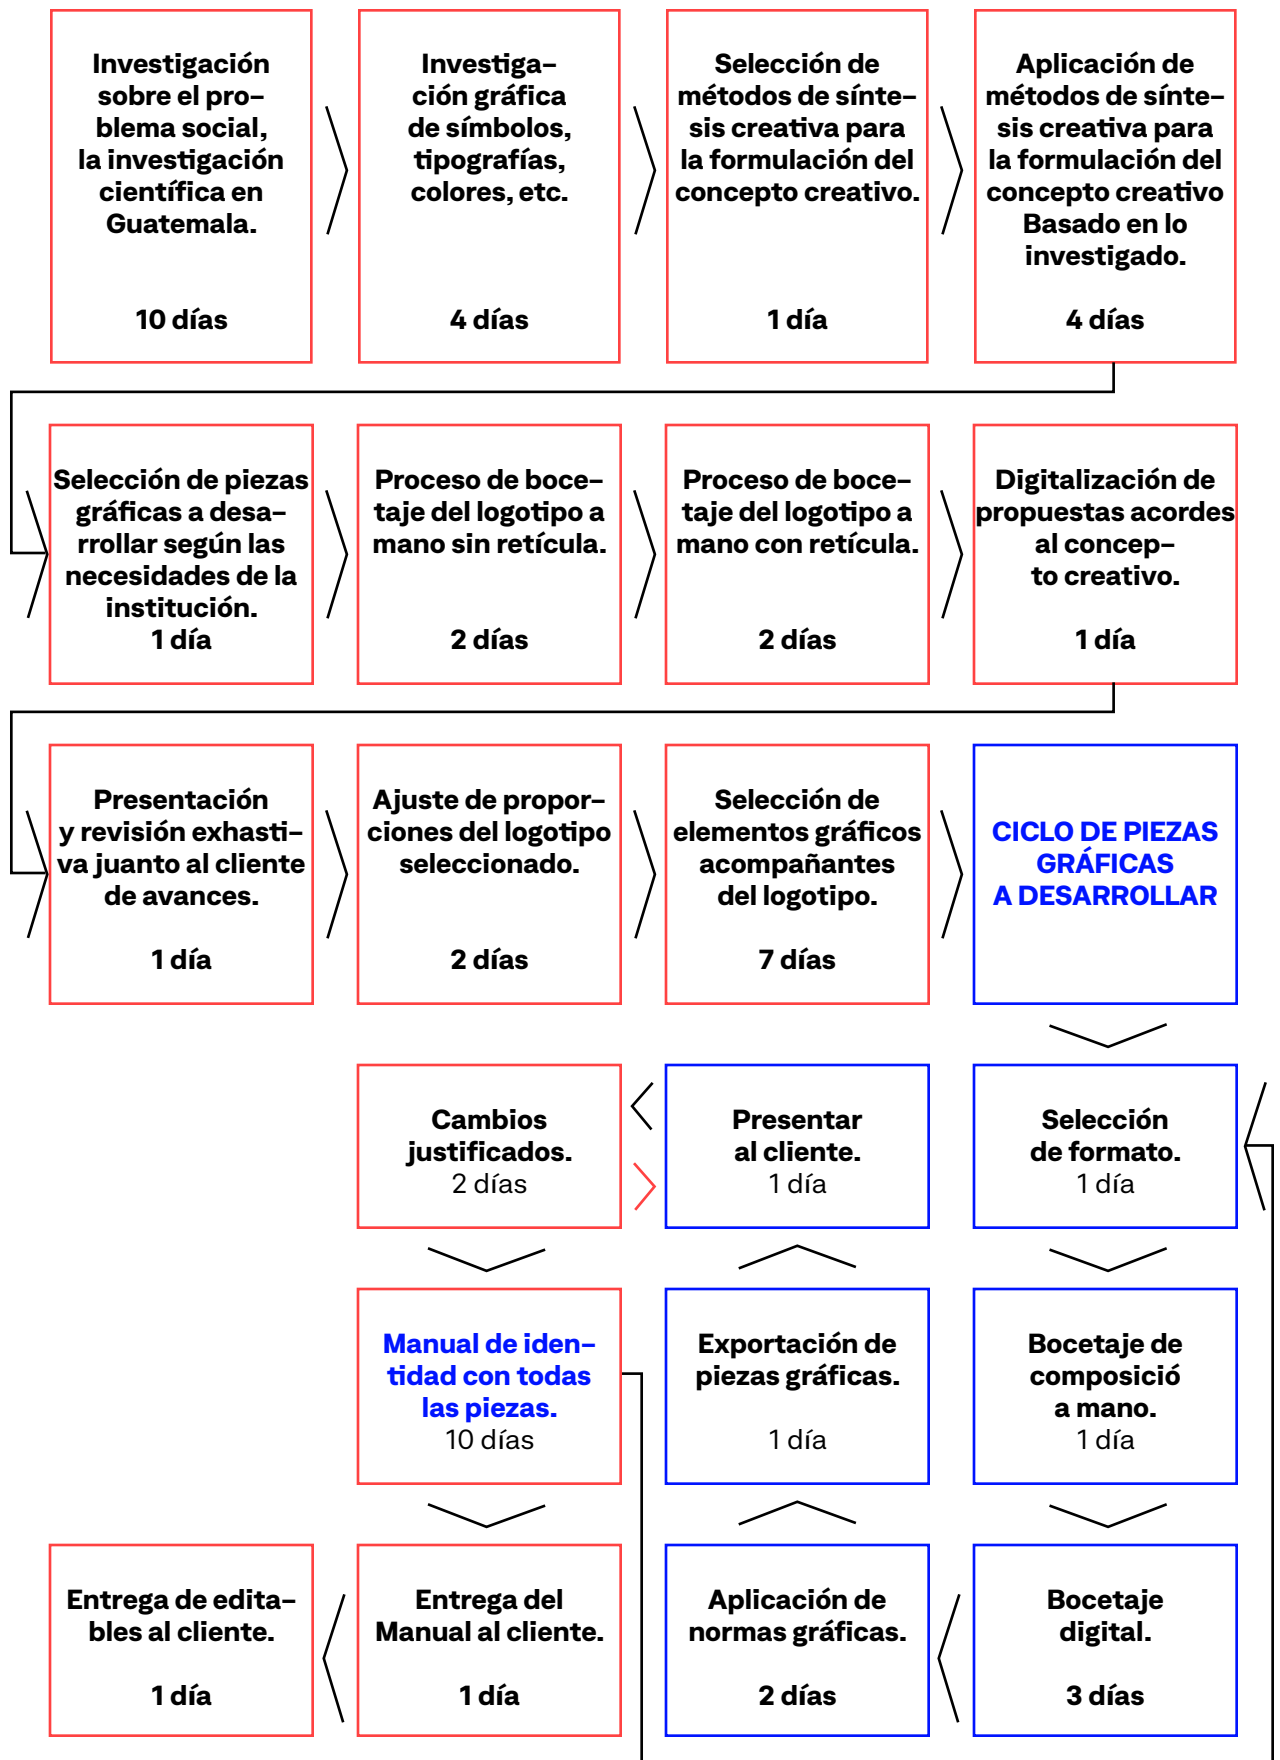 Investigación
sobre el pro-
blema social,
la investigación
científica en
Guatemala.
10 días
Investiga-
ción gráfica
de símbolos,
tipografías,
colores, etc.
4 días
Selección de
métodos de sínte-
sis creativa para
la formulación del
concepto creativo.
1 día
Aplicación de
métodos de sínte-
sis creativa para
la formulación del
concepto creativo
Basado en lo
investigado.
4 días
Selección de piezas
gráficas a desa-
rrollar según las
necesidades de la
institución.
1 día
Proceso de boce-
taje del logotipo a
mano sin retícula.
2 días
Proceso de boce-
taje del logotipo a
mano con retícula.
2 días
Digitalización de
propuestas acordes
al concep-
to creativo.
1 día
Presentación
y revisión exhasti-
va juanto al cliente
de avances.
1 día
Ajuste de propor-
ciones del logotipo
seleccionado.
2 días
Selección de
elementos gráficos
acompañantes
del logotipo.
7 días
CICLO DE PIEZAS
GRÁFICAS
A DESARROLLAR
Cambios
justificados.
2 días
Presentar
al cliente.
1 día
Selección
de formato.
1 día
Manual de iden-
tidad con todas
las piezas.
10 días
Exportación de
piezas gráficas.
1 día
Bocetaje de
composició
a mano.
1 día
Entrega de edita-
bles al cliente.
1 día
Entrega del
Manual al cliente.
1 día
Aplicación de
normas gráficas.
2 días
Bocetaje
digital.
3 días